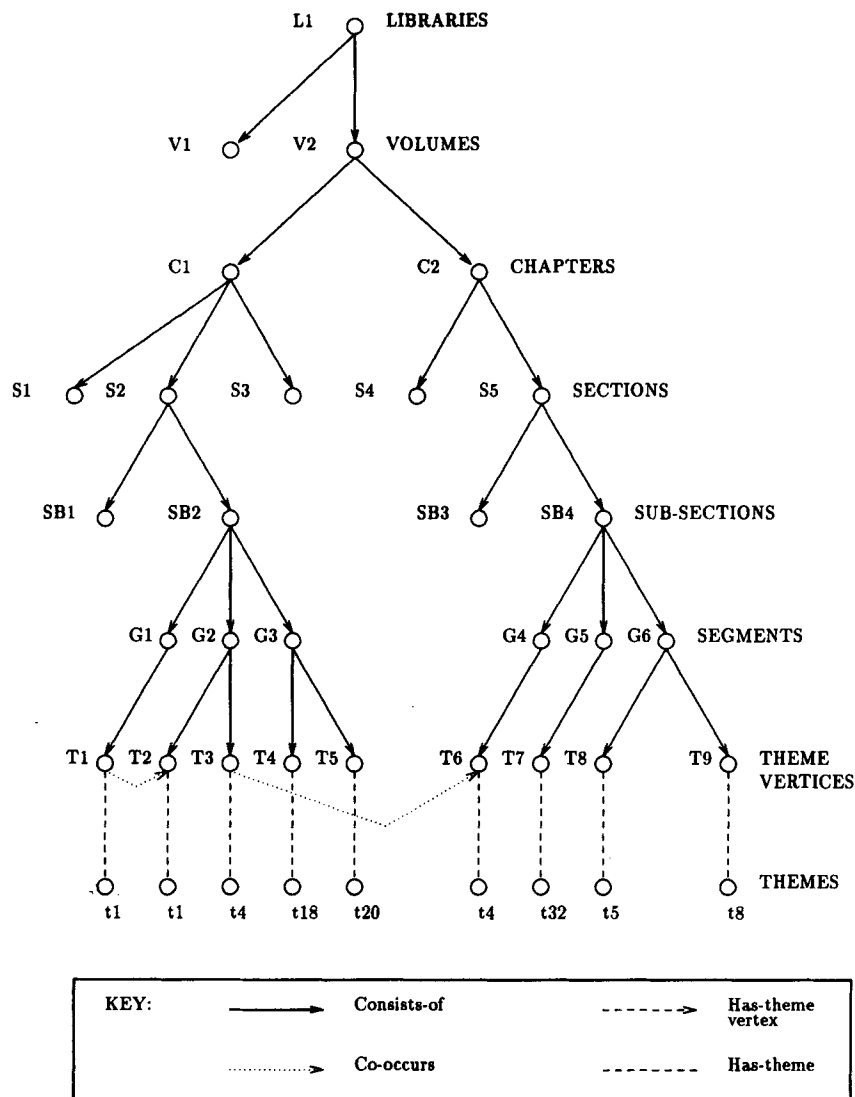 L1 LIBRARIES
V1 V2 VOLUMES
C1 C2 CHAPTERS
S1 S2 S3 S4 S5 SECTIONS
SB1 SB2 SB3 SB4 SUB-SECTIONS
G1 G2 G3 G4 G5 G6 SEGMENTS
T1 T2 T3 T4 T5 T6 T7 T8 T9 THEME
VERTICES
THEMES
t1 t1 t4 t18 t20 t4 t32 t5 t8
KEY: Consists-of Has-theme
vertex
Co-occurs Has-theme